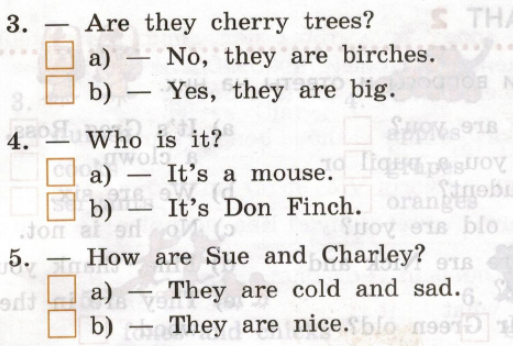 3. — Are they cherry trees?
a) — No, they are birches.
b) — Yes, they are big.
4. — Who is it?
a) — It's a mouse.
b) — It's Don Finch.
5. — How are Sue and Charley?
a) — They are cold and sad.
b) — They are nice.